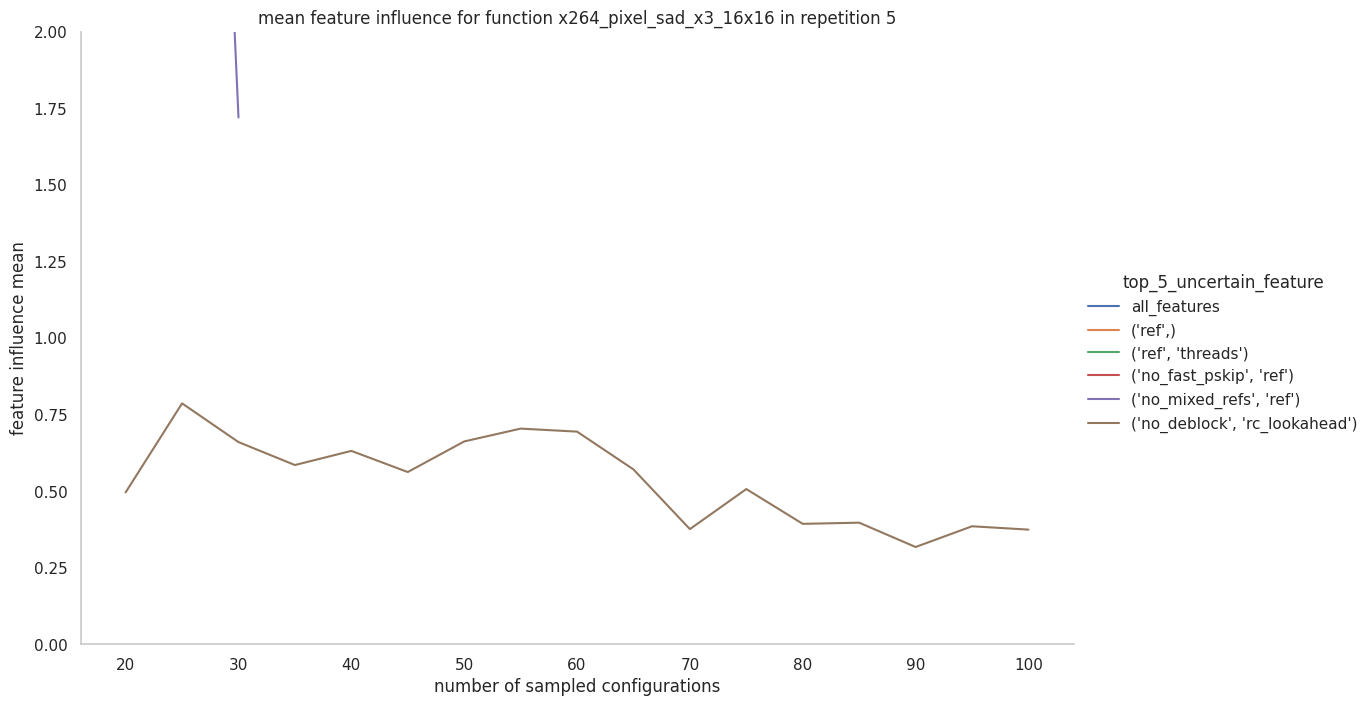 mean feature influence for function x264_pixel_sad_x3_16x16 in repetition 5
2.00
1.75
1.50
1.25
1.00
0.75
0.50
0.25
0.00
feature influence mean
20 30 40 50 60 70 80 90 100
number of sampled configurations
top_5_uncertain_feature
all_features
('ref',)
('ref', 'threads')
('no_fast_pskip', 'ref')
('no_mixed_refs', 'ref')
('no_deblock', 'rc_lookahead')